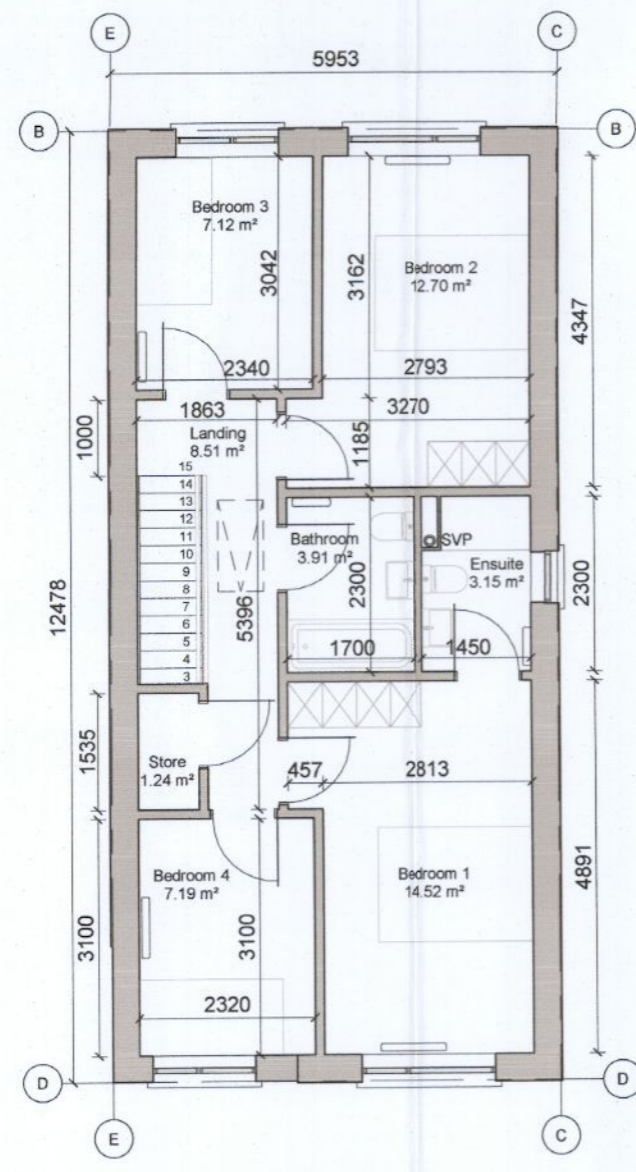 E
C
5953
B
B
Bedroom 3
7.12 m²
3042
3162
Bedroom 2
12.70 m²
4347
2340
2793
1863
3270
1000
Landing
8.51 m²
1185
15
14
13
12
11
10
9
8
7
6
5
4
3
Bathroom
3.91 m²
SVP
Ensuite
3.15 m²
2300
2300
12478
5396
1700
1450
1535
Store
1.24 m²
457
2813
Bedroom 4
7.19 m²
Bedroom 1
14.52 m²
4891
3100
3100
2320
D
D
E
C